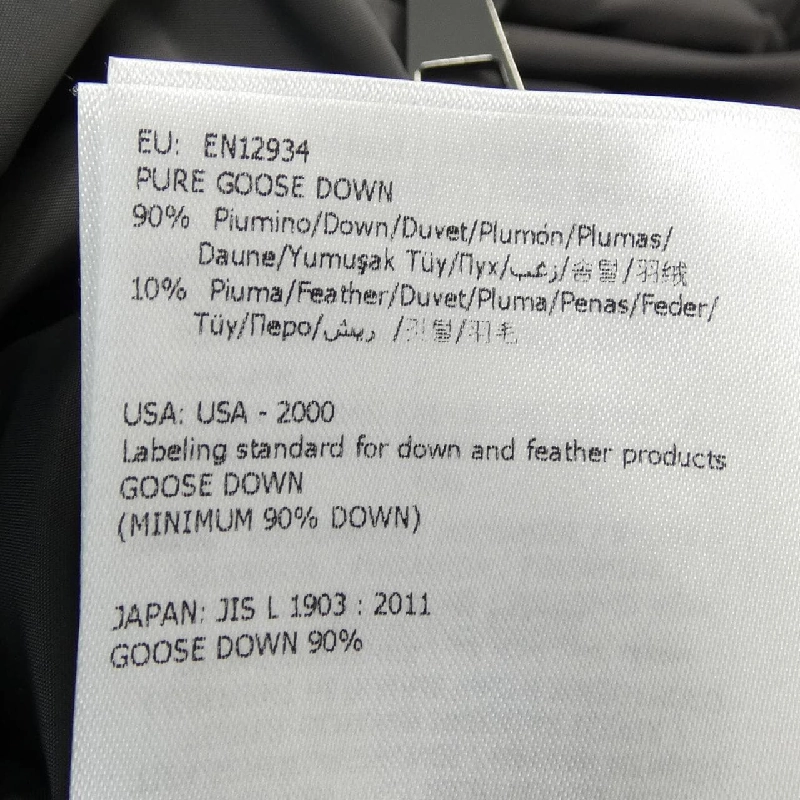 EU: EN12934
PURE GOOSE DOWN
90% Piumino/Down/Duvet/Plumón/Plumas/
Daune/Yumuşak Tüy/Пух/زغب/솜털/羽绒
10% Piuma/Feather/Duvet/Pluma/Penas/Feder/
Tüy/Перо/ريش /깃털/羽毛
USA: USA - 2000
Labeling standard for down and feather products
GOOSE DOWN
(MINIMUM 90% DOWN)
JAPAN: JIS L 1903 : 2011
GOOSE DOWN 90%